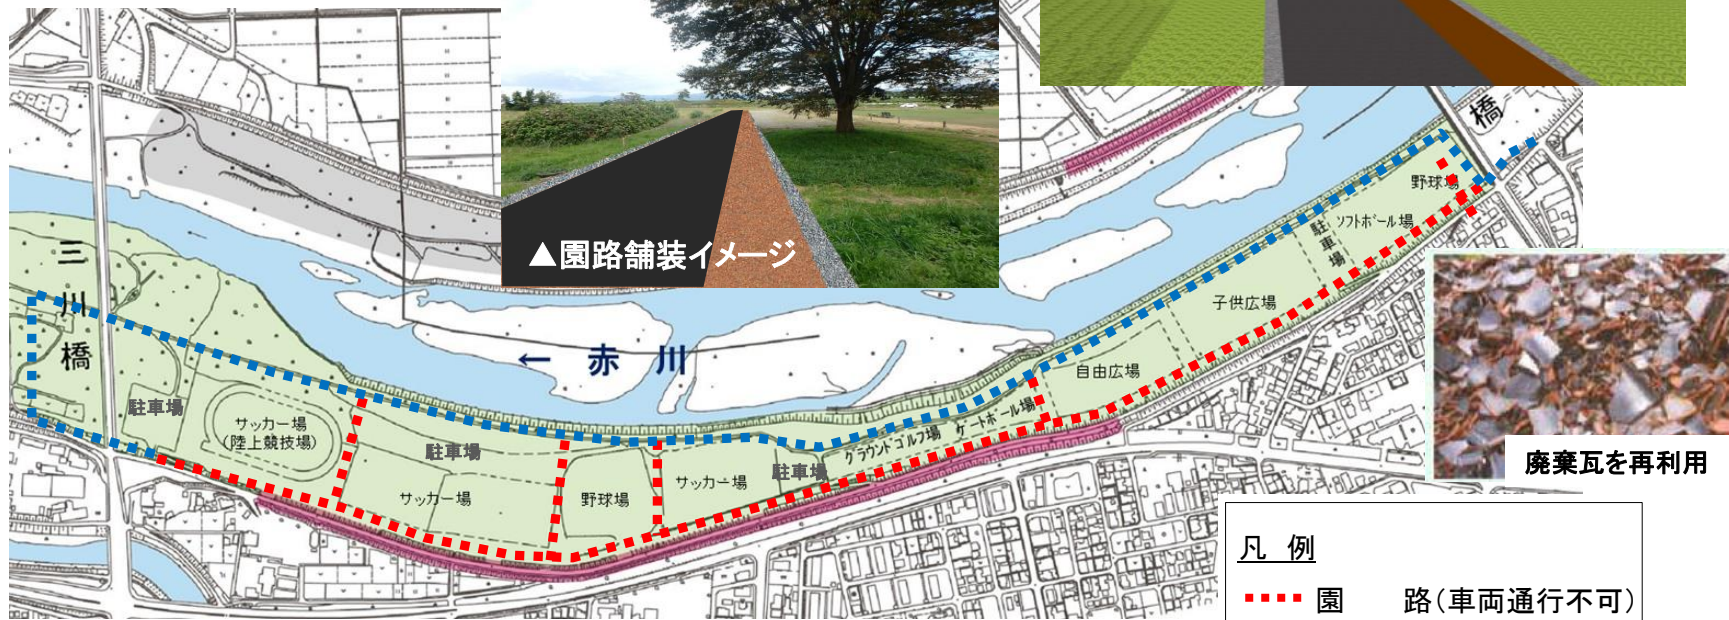 ▲園路舗装イメージ
橋
野球場
ソフトボール場
駐車場
子供広場
自由広場
三川橋
← 赤川
ゲートボール場
グラウンドゴルフ場
駐車場
サッカー場
(陸上競技場)
駐車場
サッカー場
野球場
サッカー場
駐車場
廃棄瓦を再利用
凡 例
園 路(車両通行不可)